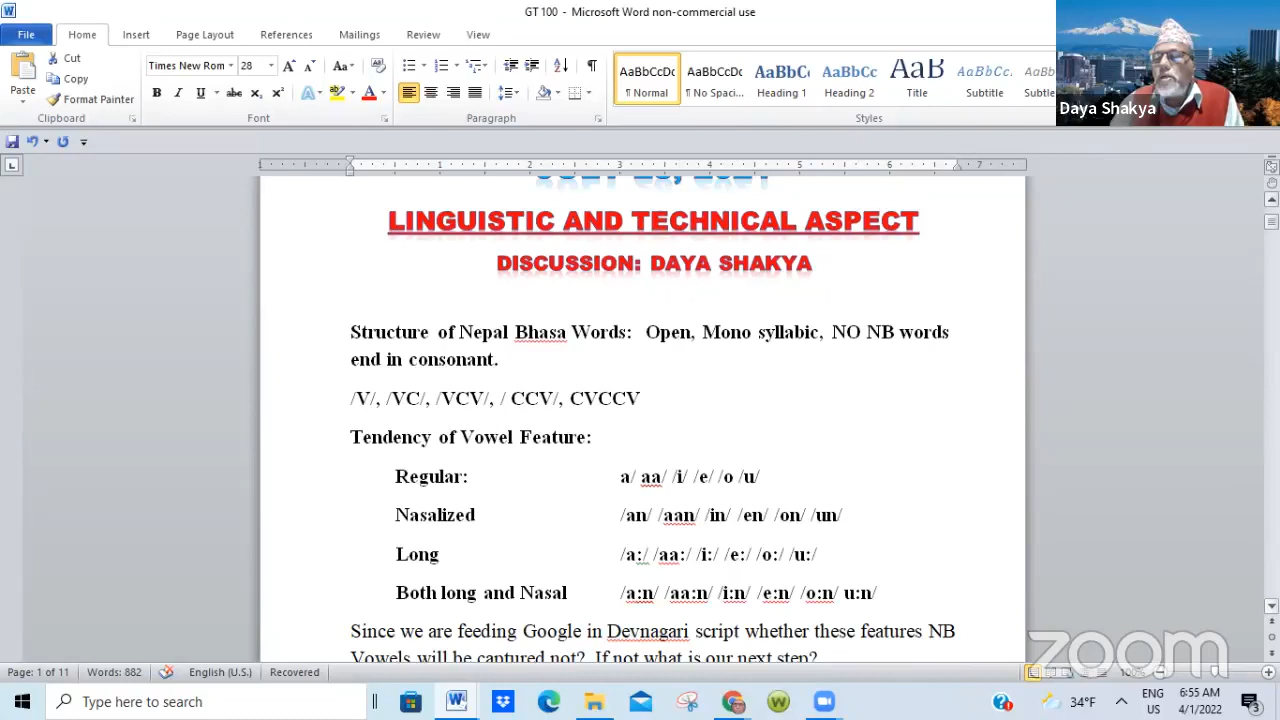 GT 100 - Microsoft Word non-commercial use
File Home Insert Page Layout References Mailings Review View
Paste
Cut
Copy
Format Painter
Clipboard
Times New Rom 28
Font
Paragraph
AaBbCcDc AaBbCcDc AaBbC AaBbCc AaB AaBbCc. AaBb
¶ Normal ¶ No Spaci... Heading 1 Heading 2 Title Subtitle Subtle
Styles
Daya Shakya
LINGUISTIC AND TECHNICAL ASPECT
DISCUSSION: DAYA SHAKYA
Structure of Nepal Bhasa Words: Open, Mono syllabic, NO NB words
end in consonant.
/V/, /VC/, /VCV/, / CCV/, CVCCV
Tendency of Vowel Feature:
Regular: a/ aa/ /i/ /e/ /o /u/
Nasalized /an/ /aan/ /in/ /en/ /on/ /un/
Long /a:/ /aa:/ /i:/ /e:/ /o:/ /u:/
Both long and Nasal /a:n/ /aa:n/ /i:n/ /e:n/ /o:n/ u:n/
Since we are feeding Google in Devnagari script whether these features NB
Vowels will be captured not? If not what is our next step?
zoom
Page: 1 of 11 Words: 882 English (U.S.) Recovered 100%
Type here to search
34°F ENG 6:55 AM
US 4/1/2022